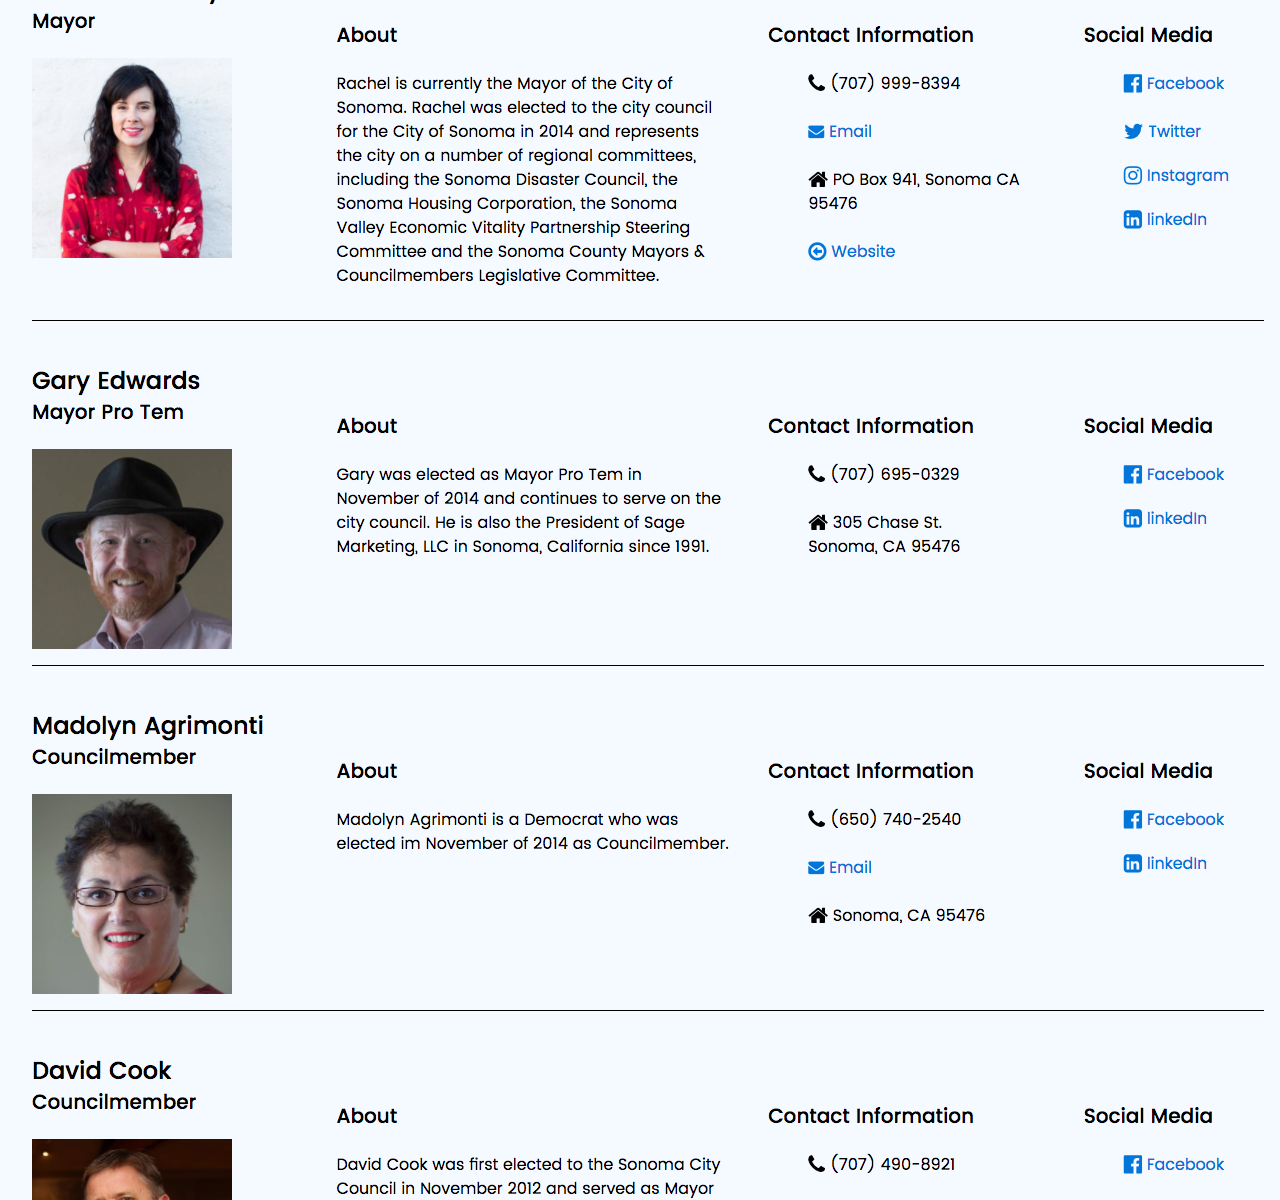 Mayor
About
Contact Information
Social Media
Rachel is currently the Mayor of the City of
Sonoma. Rachel was elected to the city council
for the City of Sonoma in 2014 and represents
the city on a number of regional committees,
including the Sonoma Disaster Council, the
Sonoma Housing Corporation, the Sonoma
Valley Economic Vitality Partnership Steering
Committee and the Sonoma County Mayors &
Councilmembers Legislative Committee.
(707) 999-8394
Email
PO Box 941, Sonoma CA
95476
Website
Facebook
Twitter
Instagram
linkedIn
Gary Edwards
Mayor Pro Tem
About
Contact Information
Social Media
Gary was elected as Mayor Pro Tem in
November of 2014 and continues to serve on the
city council. He is also the President of Sage
Marketing, LLC in Sonoma, California since 1991.
(707) 695-0329
305 Chase St.
Sonoma, CA 95476
Facebook
linkedIn
Madolyn Agrimonti
Councilmember
About
Contact Information
Social Media
Madolyn Agrimonti is a Democrat who was
elected im November of 2014 as Councilmember.
(650) 740-2540
Email
Sonoma, CA 95476
Facebook
linkedIn
David Cook
Councilmember
About
Contact Information
Social Media
David Cook was first elected to the Sonoma City
Council in November 2012 and served as Mayor
(707) 490-8921
Facebook